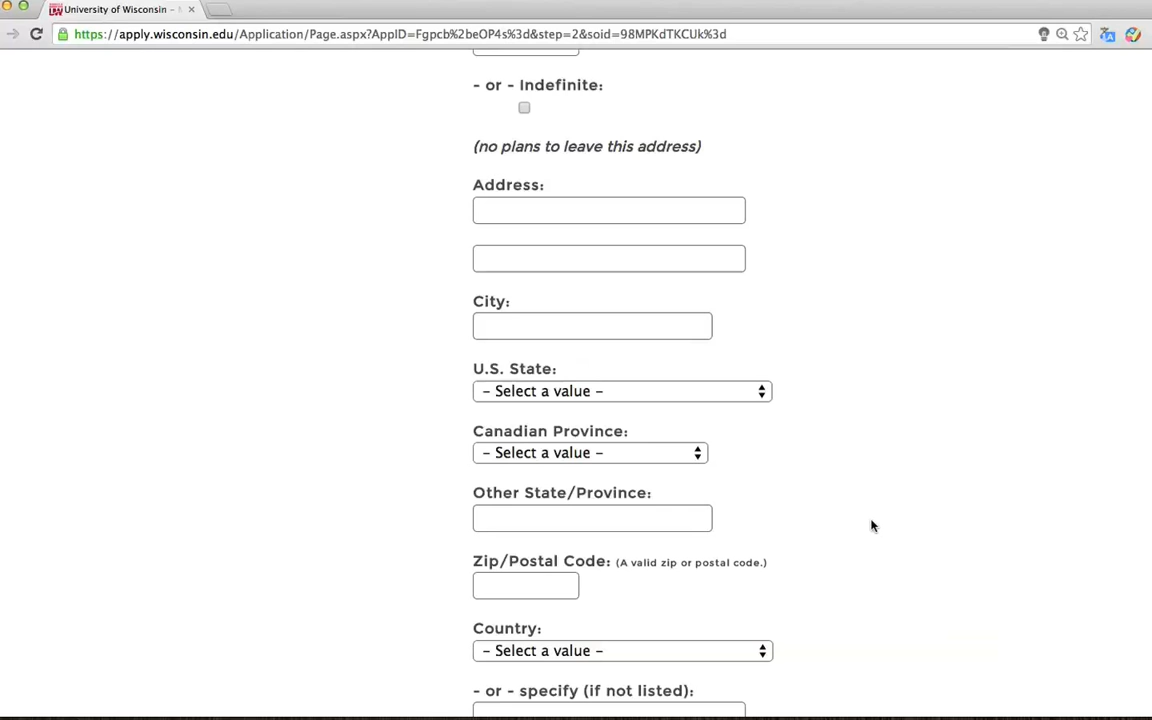 University of Wisconsin –
https://apply.wisconsin.edu/Application/Page.aspx?AppID=Fgpcb%2beOP4s%3d&step=2&soid=98MPKdTKCUk%3d
- or - Indefinite:
(no plans to leave this address)
Address:
City:
U.S. State:
– Select a value –
Canadian Province:
– Select a value –
Other State/Province:
Zip/Postal Code: (A valid zip or postal code.)
Country:
– Select a value –
- or - specify (if not listed):